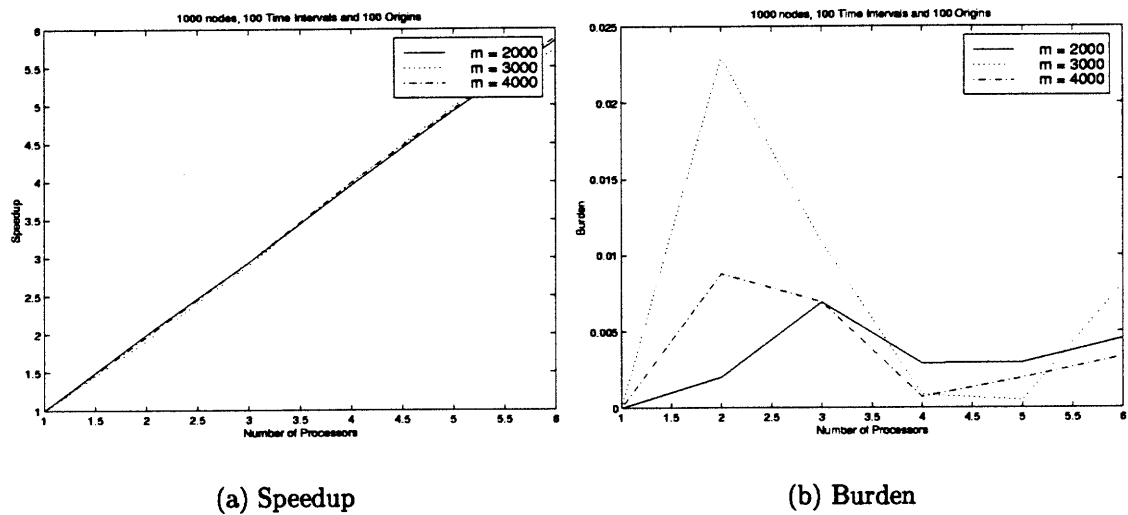 1000 nodes, 100 Time Intervals and 100 Origins
6
5.5
5
4.5
4
3.5
3
2.5
2
1.5
1
Speedup
m = 2000
m = 3000
m = 4000
1 1.5 2 2.5 3 3.5 4 4.5 5 5.5 6
Number of Processors
(a) Speedup
1000 nodes, 100 Time Intervals and 100 Origins
0.025
0.02
0.015
0.01
0.005
0
Burden
m = 2000
m = 3000
m = 4000
1 1.5 2 2.5 3 3.5 4 4.5 5 5.5 6
Number of Processors
(b) Burden